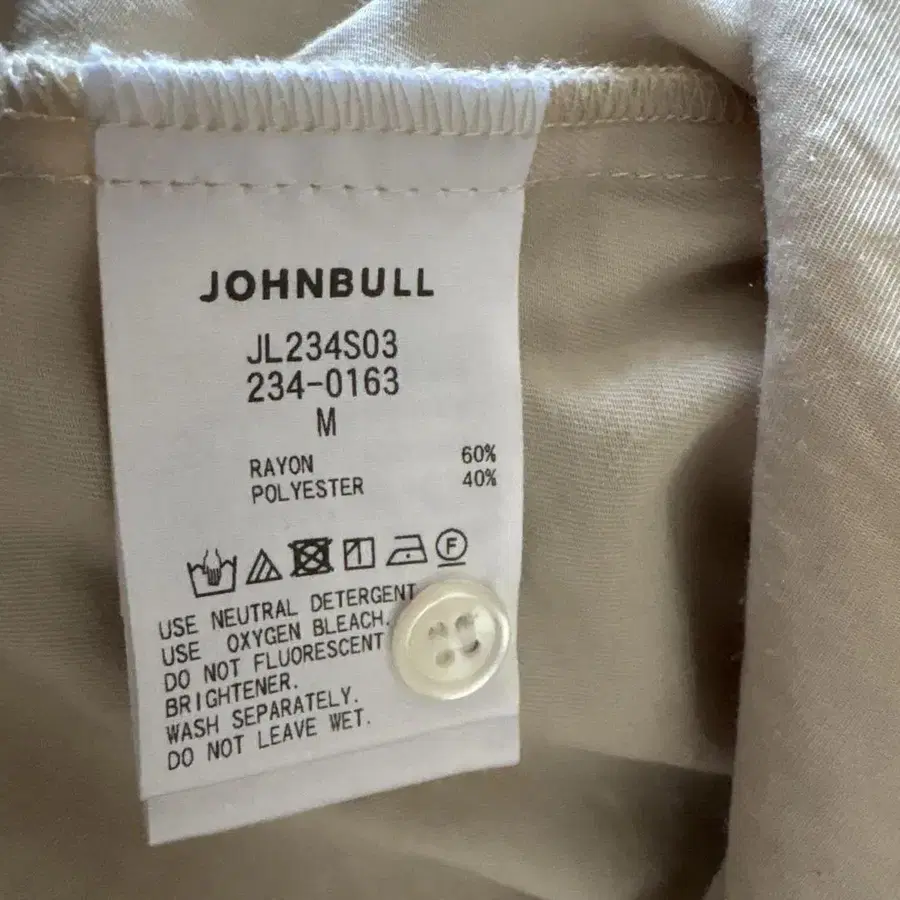 JOHNBULL
JL234S03
234-0163
M
RAYON 60%
POLYESTER 40%
F
USE NEUTRAL DETERGENT
USE OXYGEN BLEACH.
DO NOT FLUORESCENT
BRIGHTENER.
WASH SEPARATELY.
DO NOT LEAVE WET.